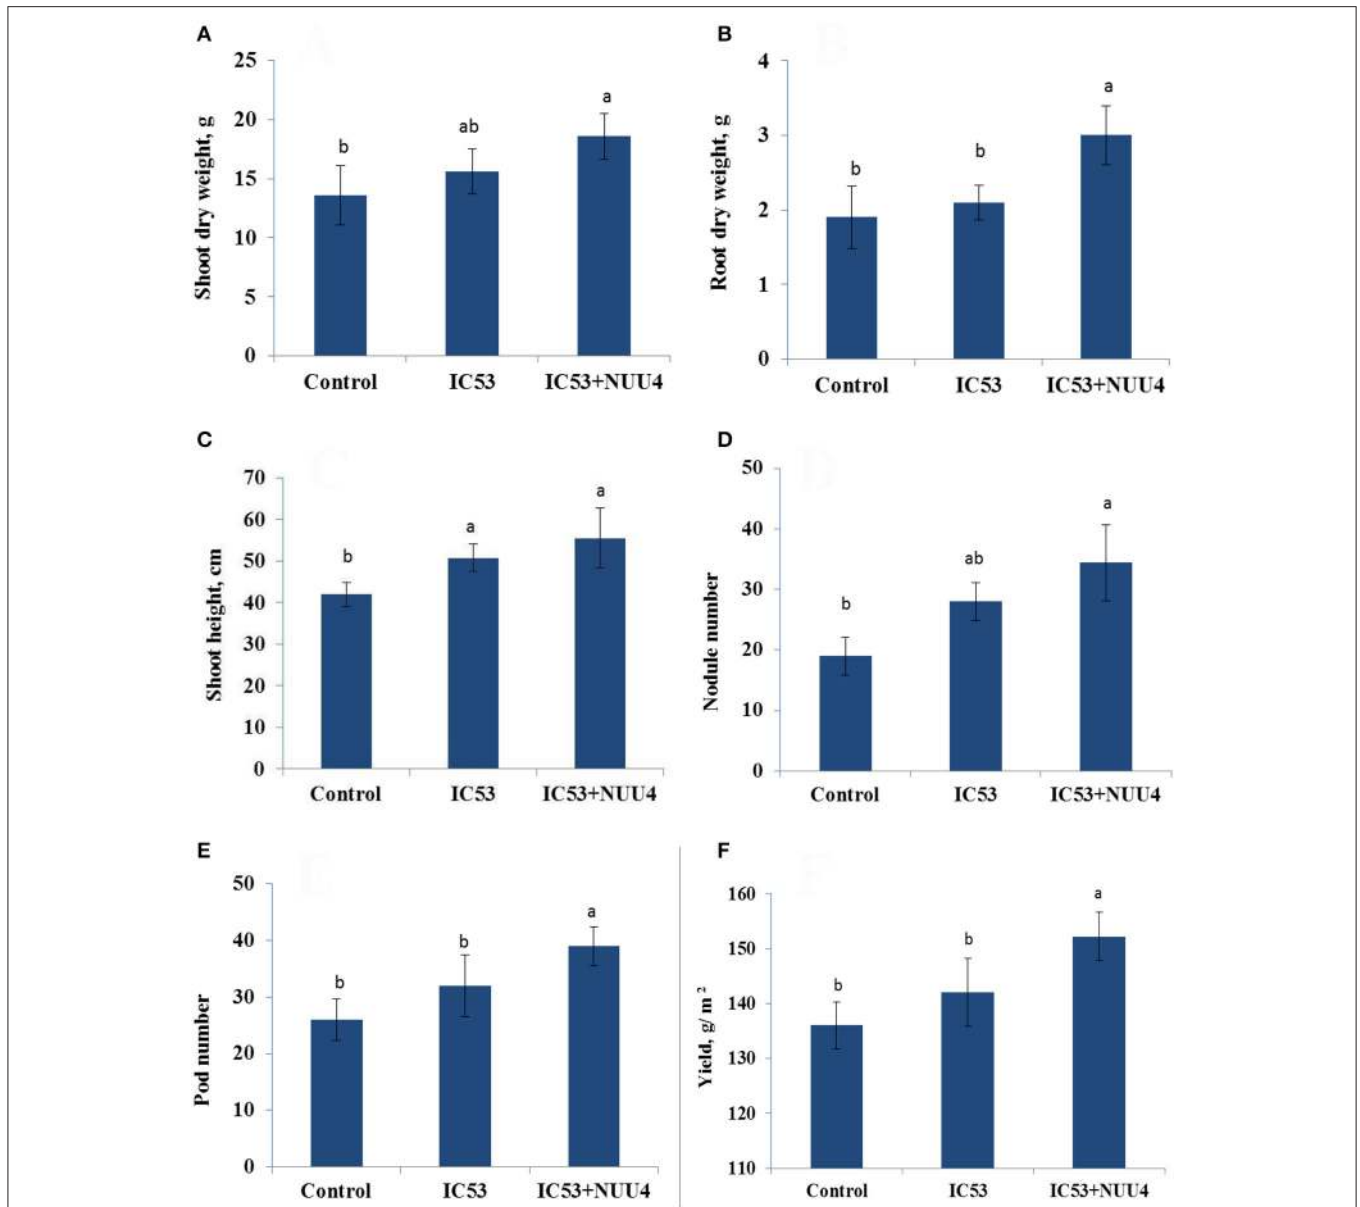 A
25
20
15
10
5
0
Shoot dry weight, g
b
ab
a
Control IC53 IC53+NUU4
B
4
3
2
1
0
Root dry weight, g
b
b
a
Control IC53 IC53+NUU4
C
70
60
50
40
30
20
10
0
Shoot height, cm
b
a
a
Control IC53 IC53+NUU4
D
50
40
30
20
10
0
Nodule number
b
ab
a
Control IC53 IC53+NUU4
E
50
40
30
20
10
0
Pod number
b
b
a
Control IC53 IC53+NUU4
F
160
150
140
130
120
110
Yield, g/ m ²
b
b
a
Control IC53 IC53+NUU4